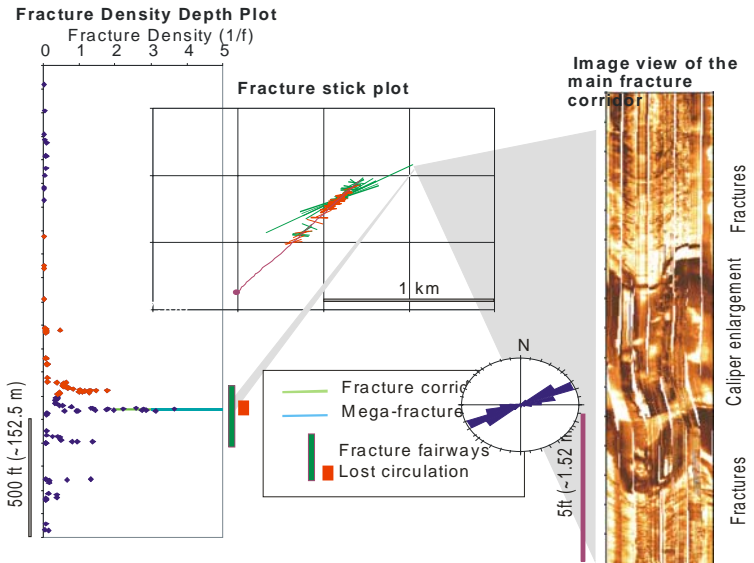 Fracture Density Depth Plot
Fracture Density (1/f)
0 1 2 3 4 5
500 ft (~152.5 m)
Fracture stick plot
1 km
N
Fracture corri
Mega-fracture
Fracture fairways
Lost circulation
5ft (~1.52 m
Image view of the
main fracture
corridor
Fractures
Caliper enlargement
Fractures